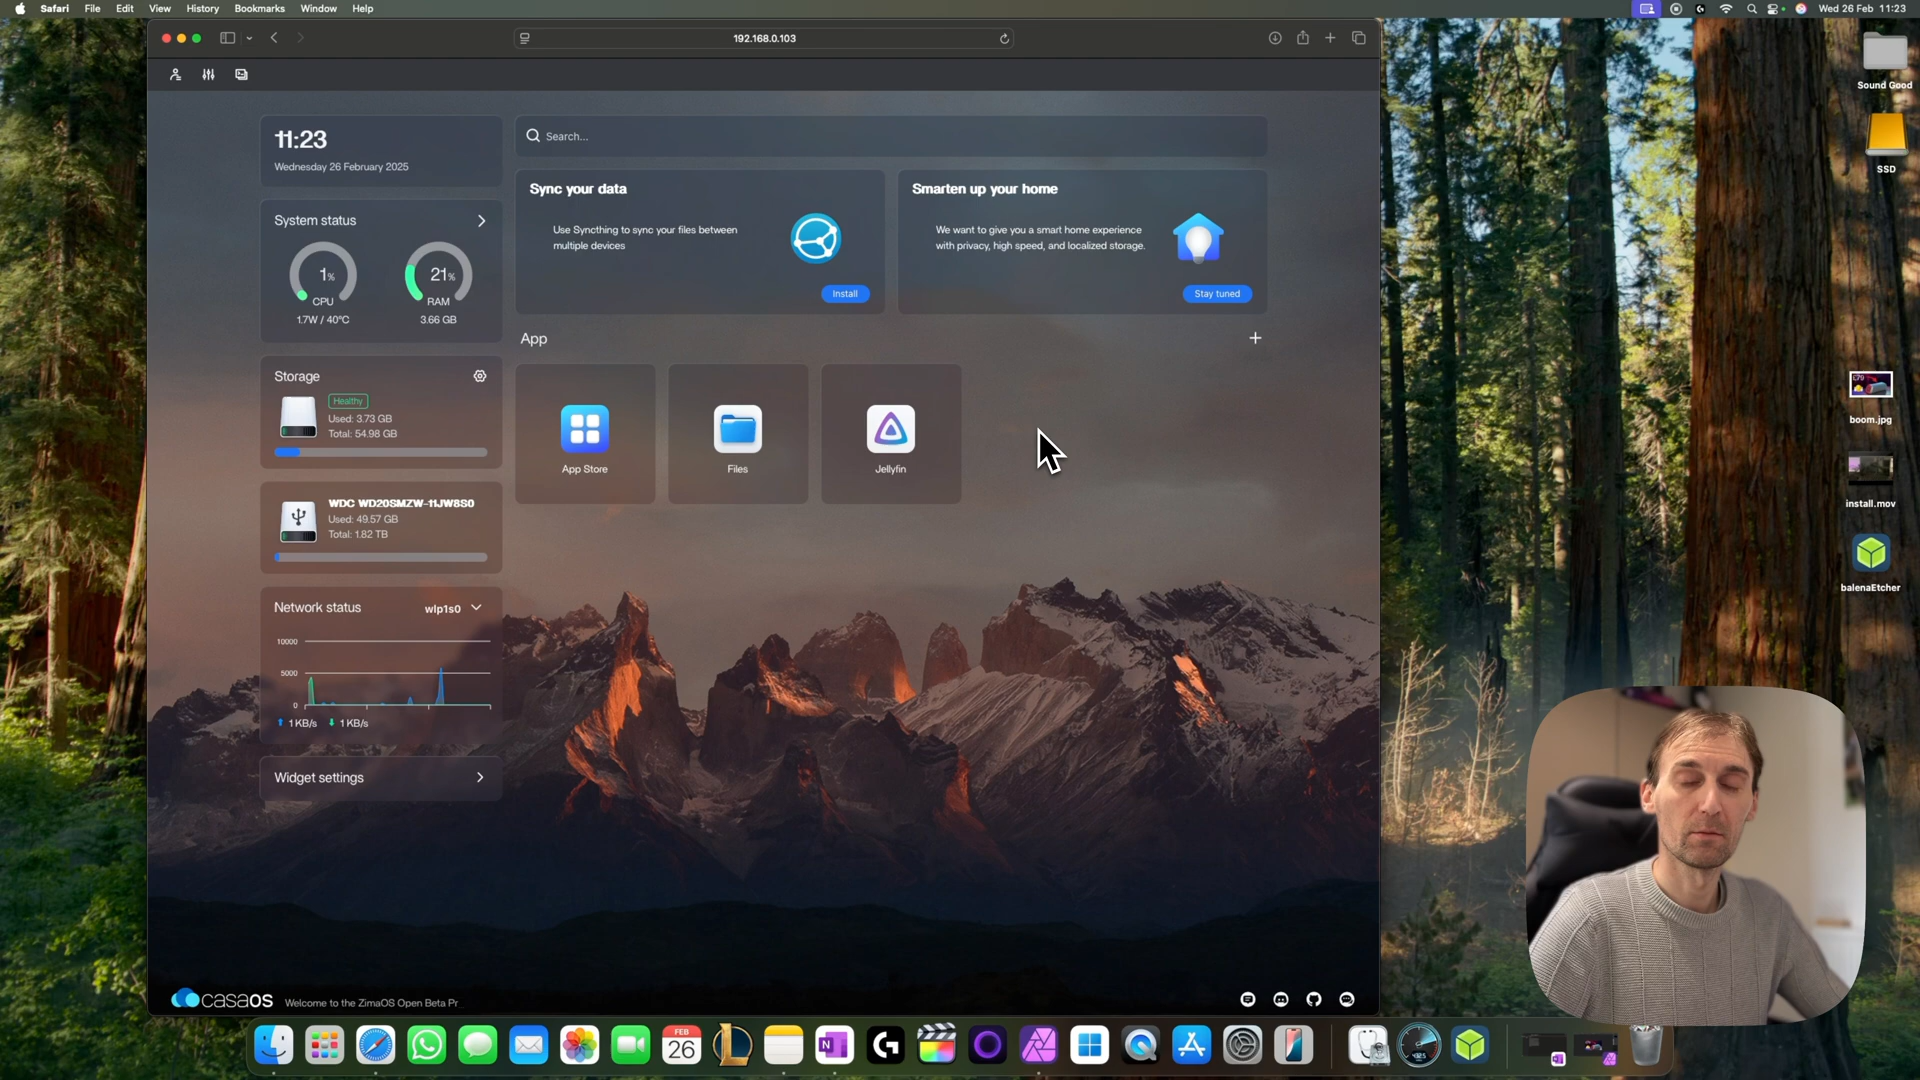 Safari File Edit View History Bookmarks Window Help
Wed 26 Feb 11:23
192.168.0.103
11:23
Wednesday 26 February 2025
Search...
Sync your data
Use Syncthing to sync your files between
multiple devices
Install
Smarten up your home
We want to give you a smart home experience
with privacy, high speed, and localized storage.
Stay tuned
System status
1%
CPU
1.7W / 40°C
21%
RAM
3.66 GB
App
App Store
Files
Jellyfin
Storage
Healthy
Used: 3.73 GB
Total: 54.98 GB
WDC WD20SMZW-11JW8S0
Used: 49.57 GB
Total: 1.82 TB
Network status
wlp1s0
10000
5000
0
1 KB/s
1 KB/s
Widget settings
casaOS
Welcome to the ZimaOS Open Beta Pr
Sound Good
SSD
boom.jpg
install.mov
balenaEtcher
FEB
26
N